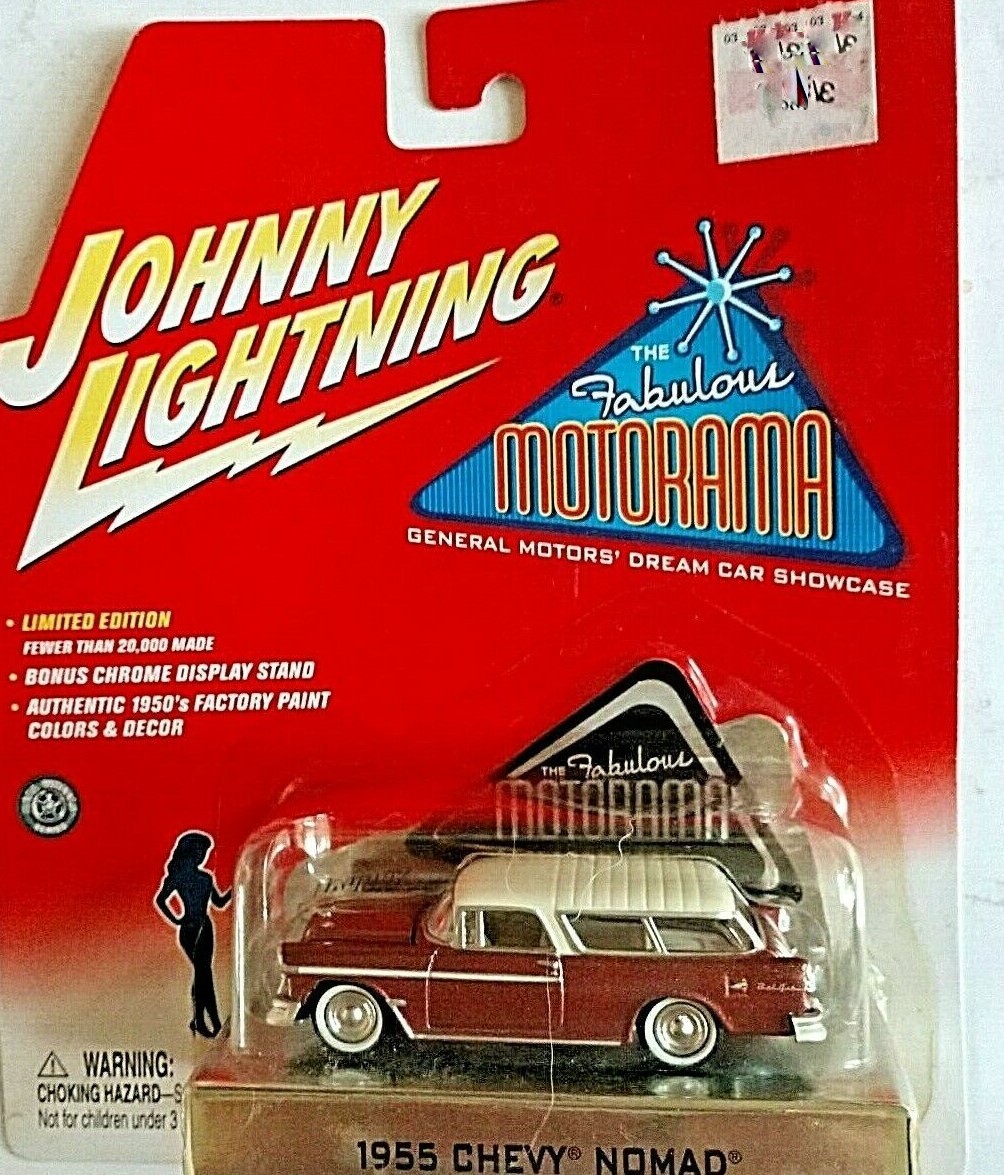 JOHNNY
LIGHTNING®
THE
Fabulous
MOTORAMA
GENERAL MOTORS' DREAM CAR SHOWCASE
• LIMITED EDITION
FEWER THAN 20,000 MADE
• BONUS CHROME DISPLAY STAND
• AUTHENTIC 1950's FACTORY PAINT
COLORS & DECOR
THE Fabulous
MOTORAMA
Bel Air
WARNING:
CHOKING HAZARD—S
Not for children under 3
1955 CHEVY® NOMAD®